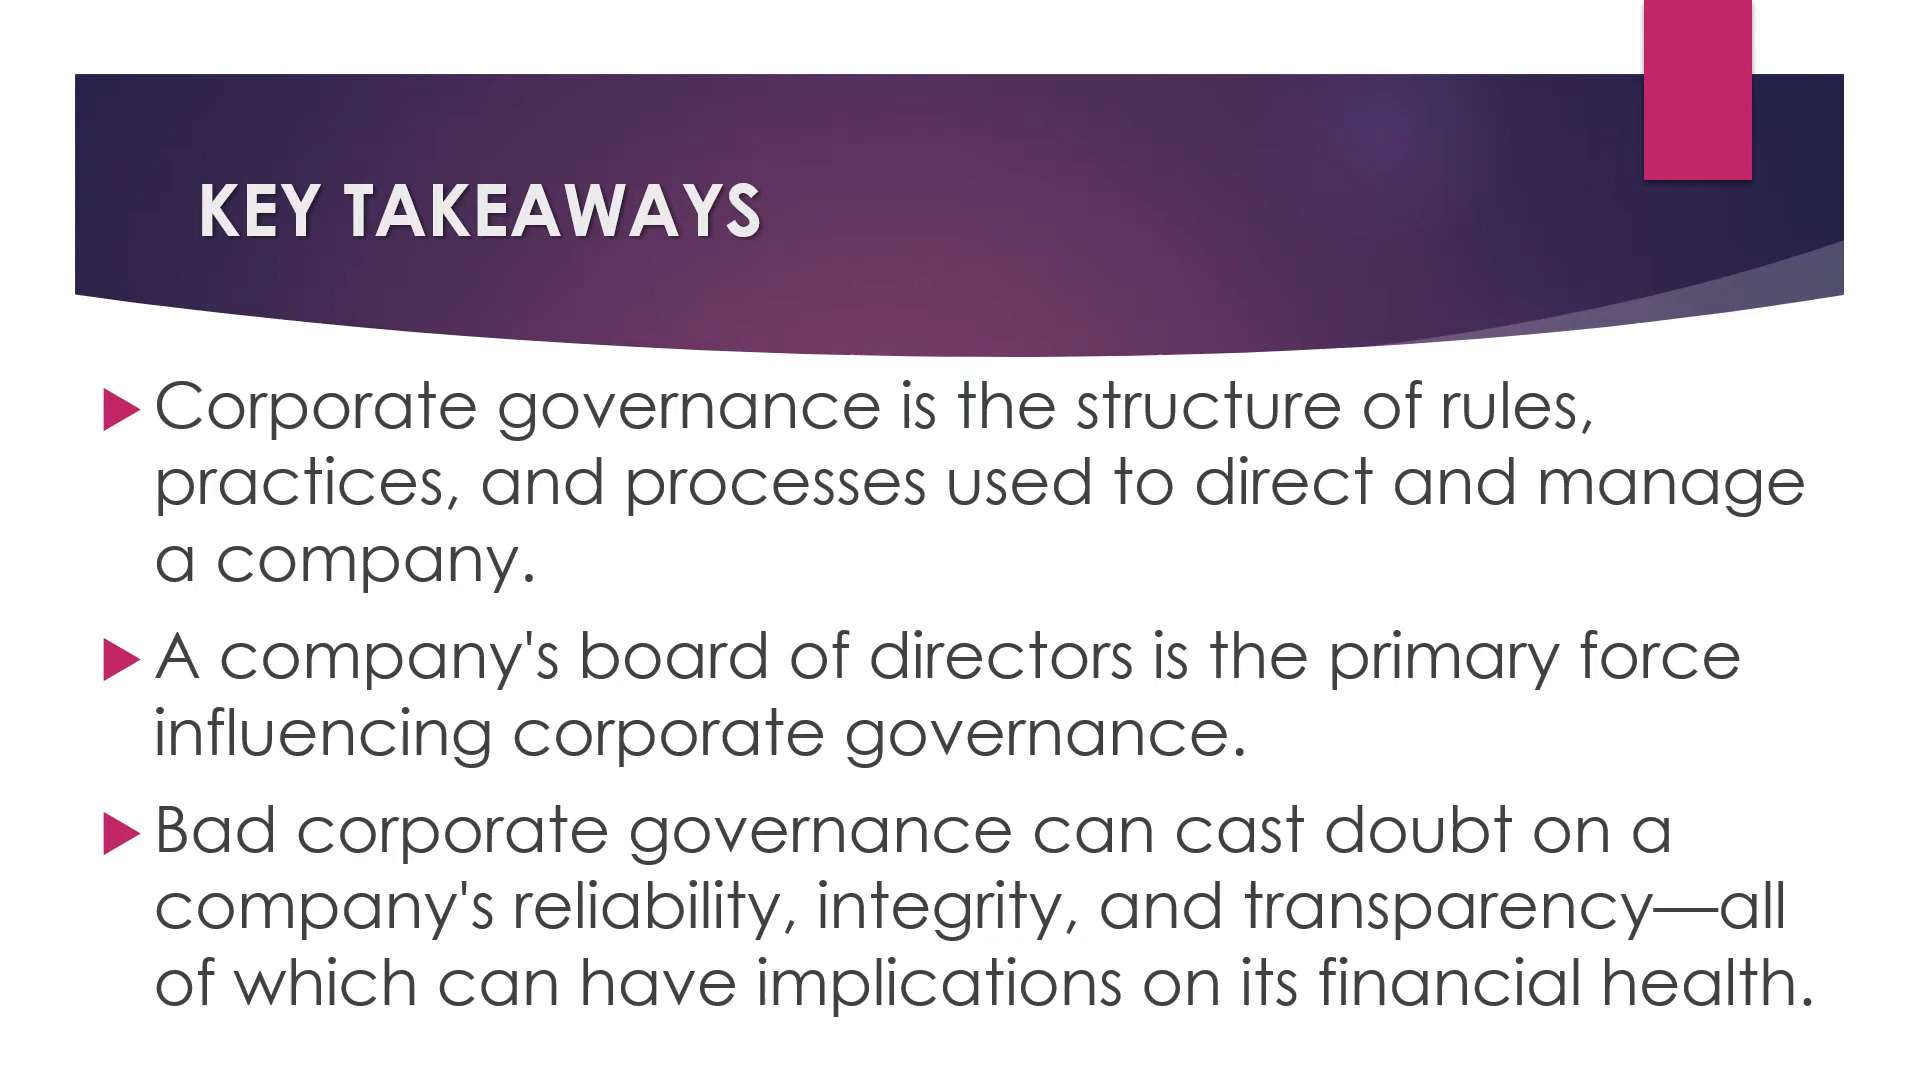 KEY TAKEAWAYS
Corporate governance is the structure of rules,
practices, and processes used to direct and manage
a company.
A company's board of directors is the primary force
influencing corporate governance.
Bad corporate governance can cast doubt on a
company's reliability, integrity, and transparency—all
of which can have implications on its financial health.